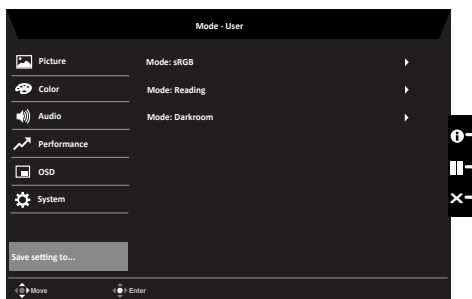 Mode - User
Picture
Color
Audio
Performance
OSD
System
Save setting to...
Mode: sRGB
Mode: Reading
Mode: Darkroom
Move
Enter